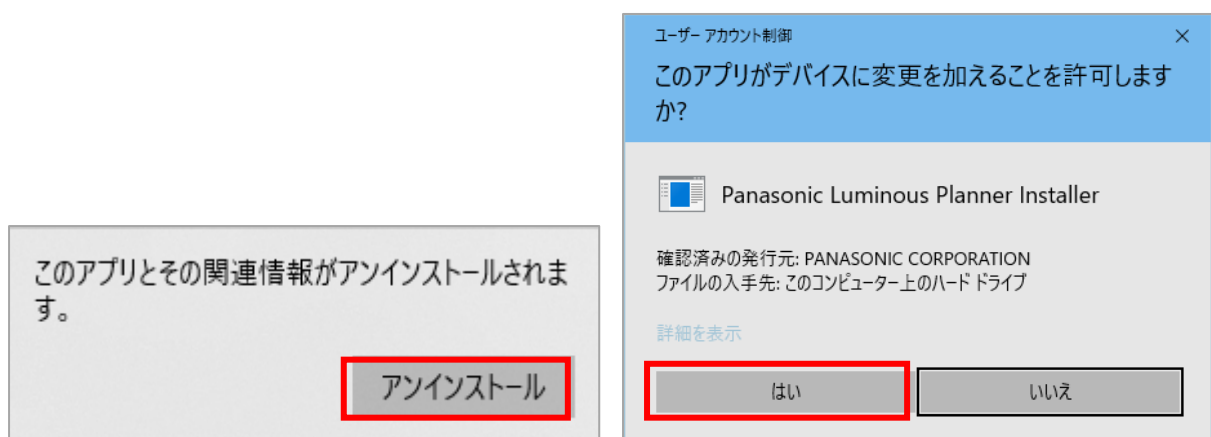 このアプリとその関連情報がアンインストールされま
す。
アンインストール
ユーザー アカウント制御
このアプリがデバイスに変更を加えることを許可します
か?
Panasonic Luminous Planner Installer
確認済みの発行元: PANASONIC CORPORATION
ファイルの入手先: このコンピューター上のハード ドライブ
詳細を表示
はい
いいえ